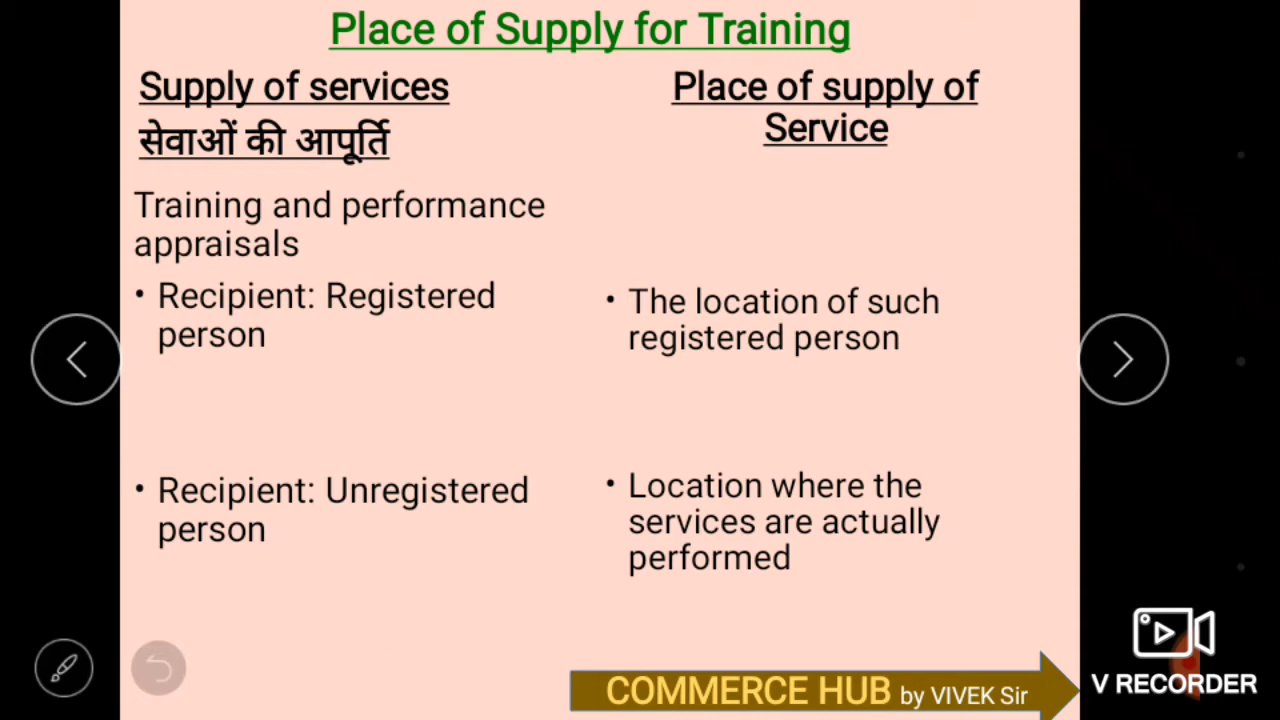 Place of Supply for Training
Supply of services
सेवाओं की आपूर्ति
Place of supply of
Service
Training and performance
appraisals
• Recipient: Registered
person
• The location of such
registered person
• Recipient: Unregistered
person
• Location where the
services are actually
performed
COMMERCE HUB by VIVEK Sir
V RECORDER